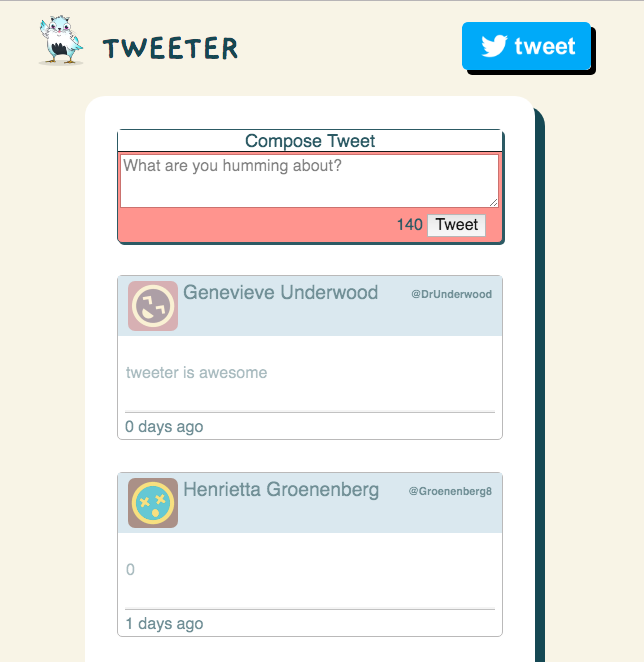 TWEETER
tweet
Compose Tweet
What are you humming about?
140 Tweet
Genevieve Underwood @DrUnderwood
tweeter is awesome
0 days ago
Henrietta Groenenberg @Groenenberg8
0
1 days ago